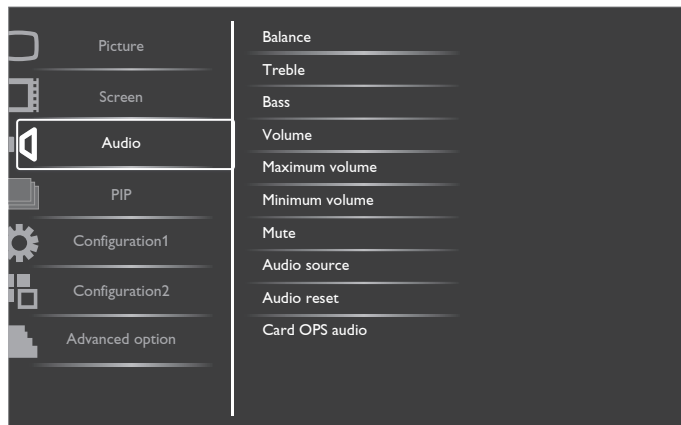 Picture
Screen
Audio
PIP
Configuration1
Configuration2
Advanced option
Balance
Treble
Bass
Volume
Maximum volume
Minimum volume
Mute
Audio source
Audio reset
Card OPS audio